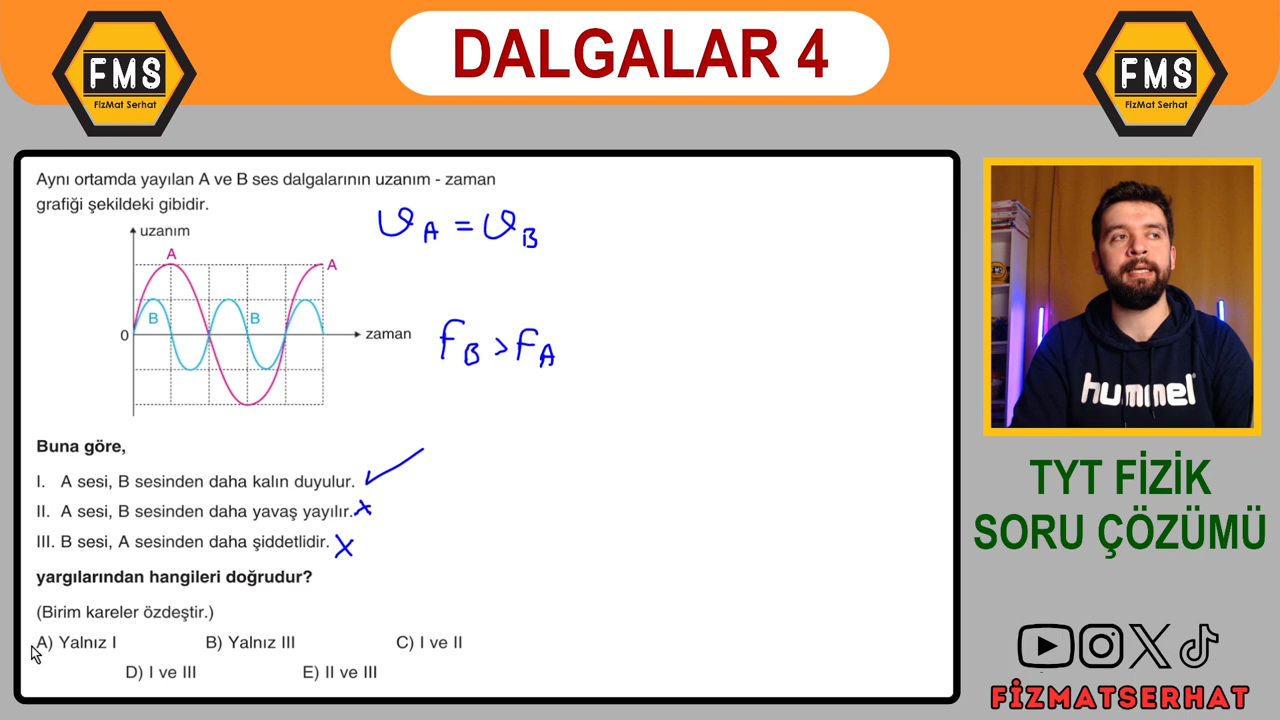 DALGALAR 4
FMS
FizMat Serhat
FMS
FizMat Serhat
Aynı ortamda yayılan A ve B ses dalgalarının uzanım - zaman
grafiği şekildeki gibidir.
uzanım
A
A
B
B
0
zaman
υA = υB
fB > fA
Buna göre,
I. A sesi, B sesinden daha kalın duyulur.
II. A sesi, B sesinden daha yavaş yayılır.
III. B sesi, A sesinden daha şiddetlidir.
yargılarından hangileri doğrudur?
(Birim kareler özdeştir.)
A) Yalnız I B) Yalnız III C) I ve II
D) I ve III E) II ve III
hummel
TYT FİZİK
SORU ÇÖZÜMÜ
FİZMATSERHAT